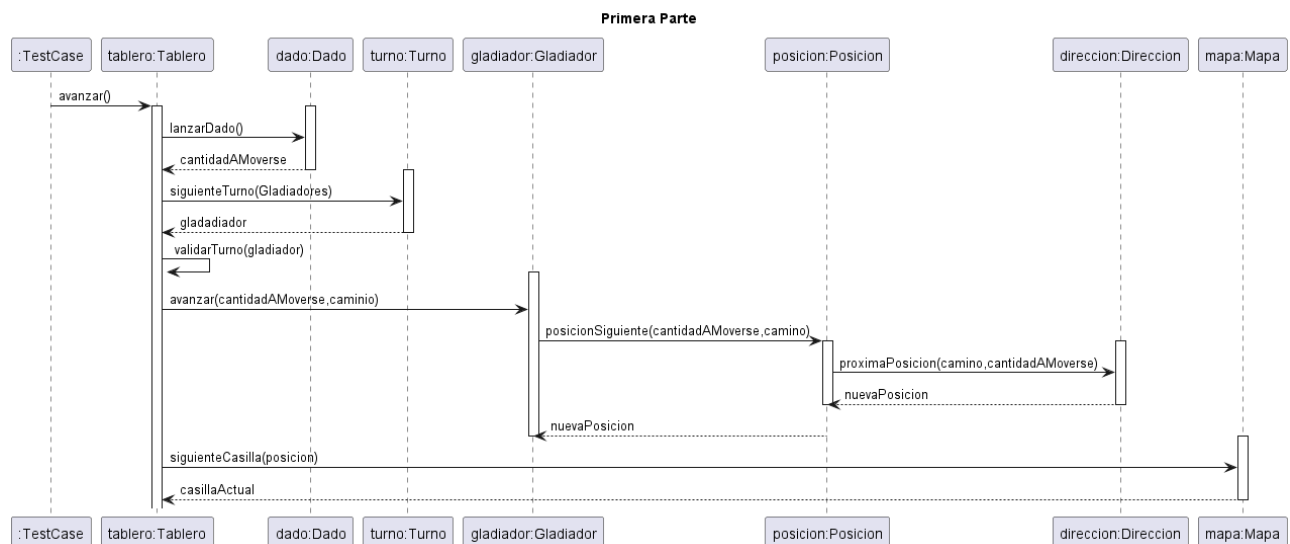 Primera Parte
:TestCase
tablero:Tablero
dado:Dado
turno:Turno
gladiador:Gladiador
posicion:Posicion
direccion:Direccion
mapa:Mapa
avanzar()
lanzarDado()
cantidadAMoverse
siguienteTurno(Gladiadores)
gladadiador
validarTurno(gladiador)
avanzar(cantidadAMoverse,caminio)
posicionSiguiente(cantidadAMoverse,camino)
proximaPosicion(camino,cantidadAMoverse)
nuevaPosicion
nuevaPosicion
siguienteCasilla(posicion)
casillaActual
:TestCase
tablero:Tablero
dado:Dado
turno:Turno
gladiador:Gladiador
posicion:Posicion
direccion:Direccion
mapa:Mapa